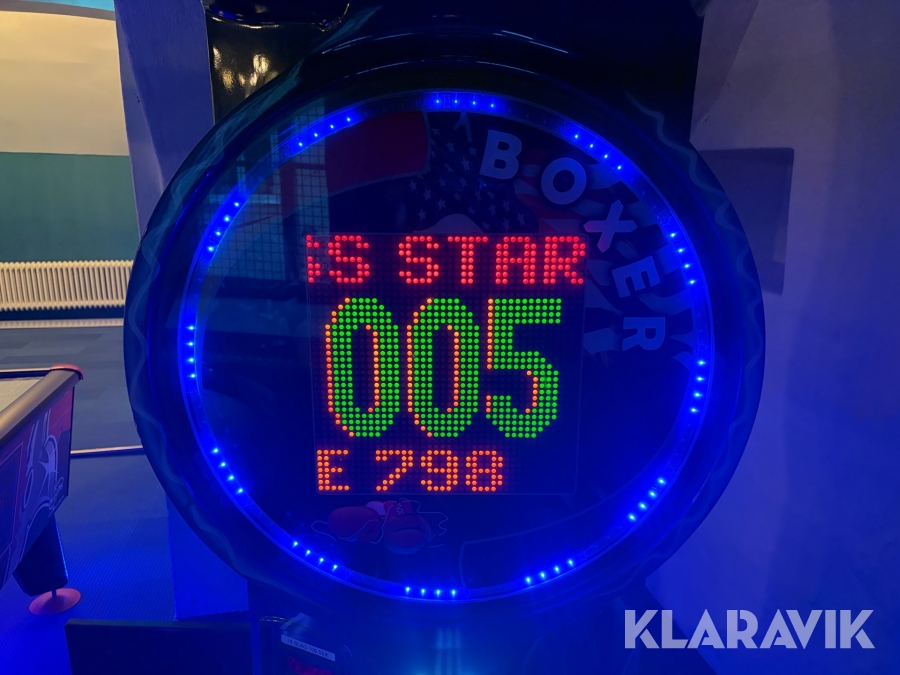 BOXER
S STAR
005
E 798
KLARAVIK